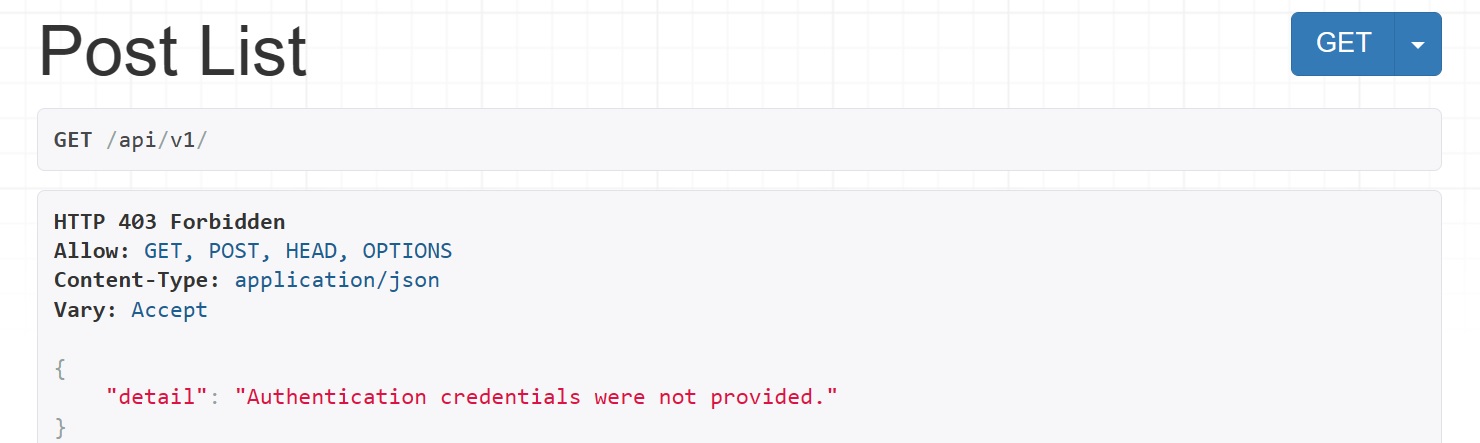 Post List
GET
GET /api/v1/
HTTP 403 Forbidden
Allow: GET, POST, HEAD, OPTIONS
Content-Type: application/json
Vary: Accept
{
    "detail": "Authentication credentials were not provided."
}